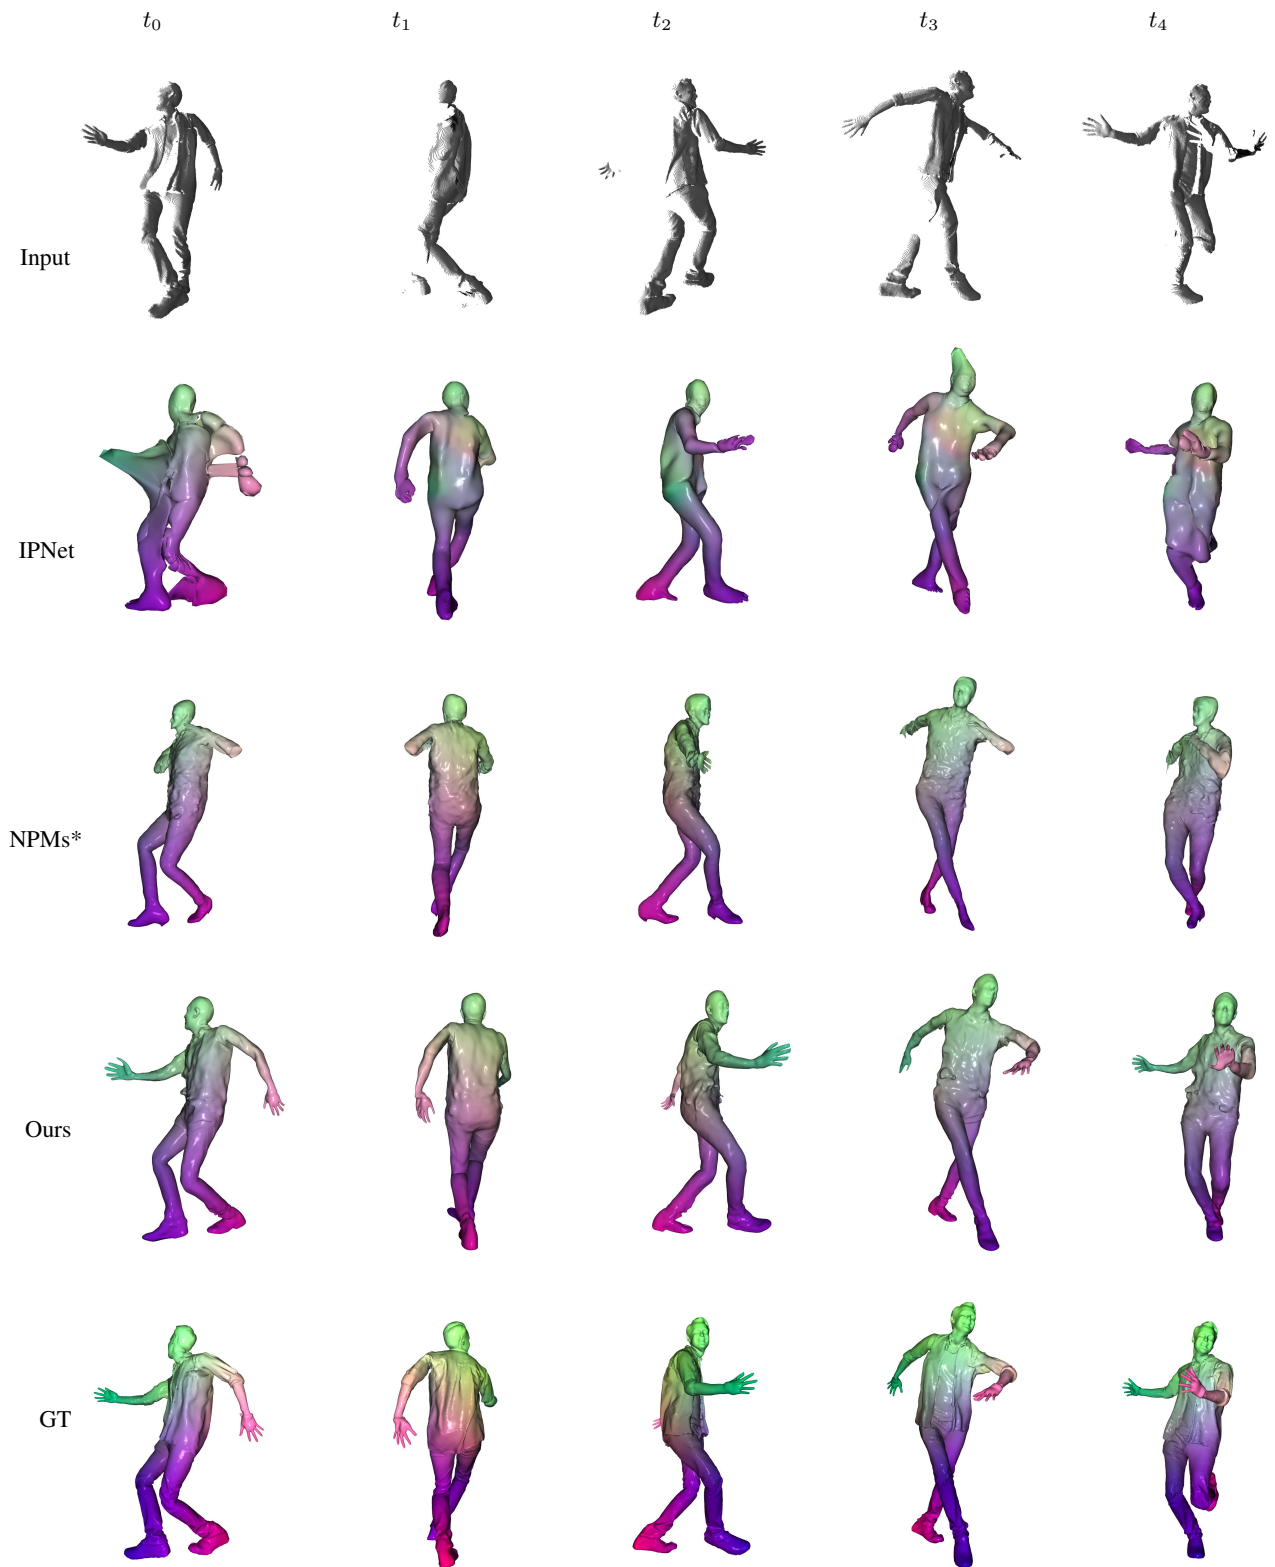 t₀ t₁ t₂ t₃ t₄
Input
IPNet
NPMs*
Ours
GT